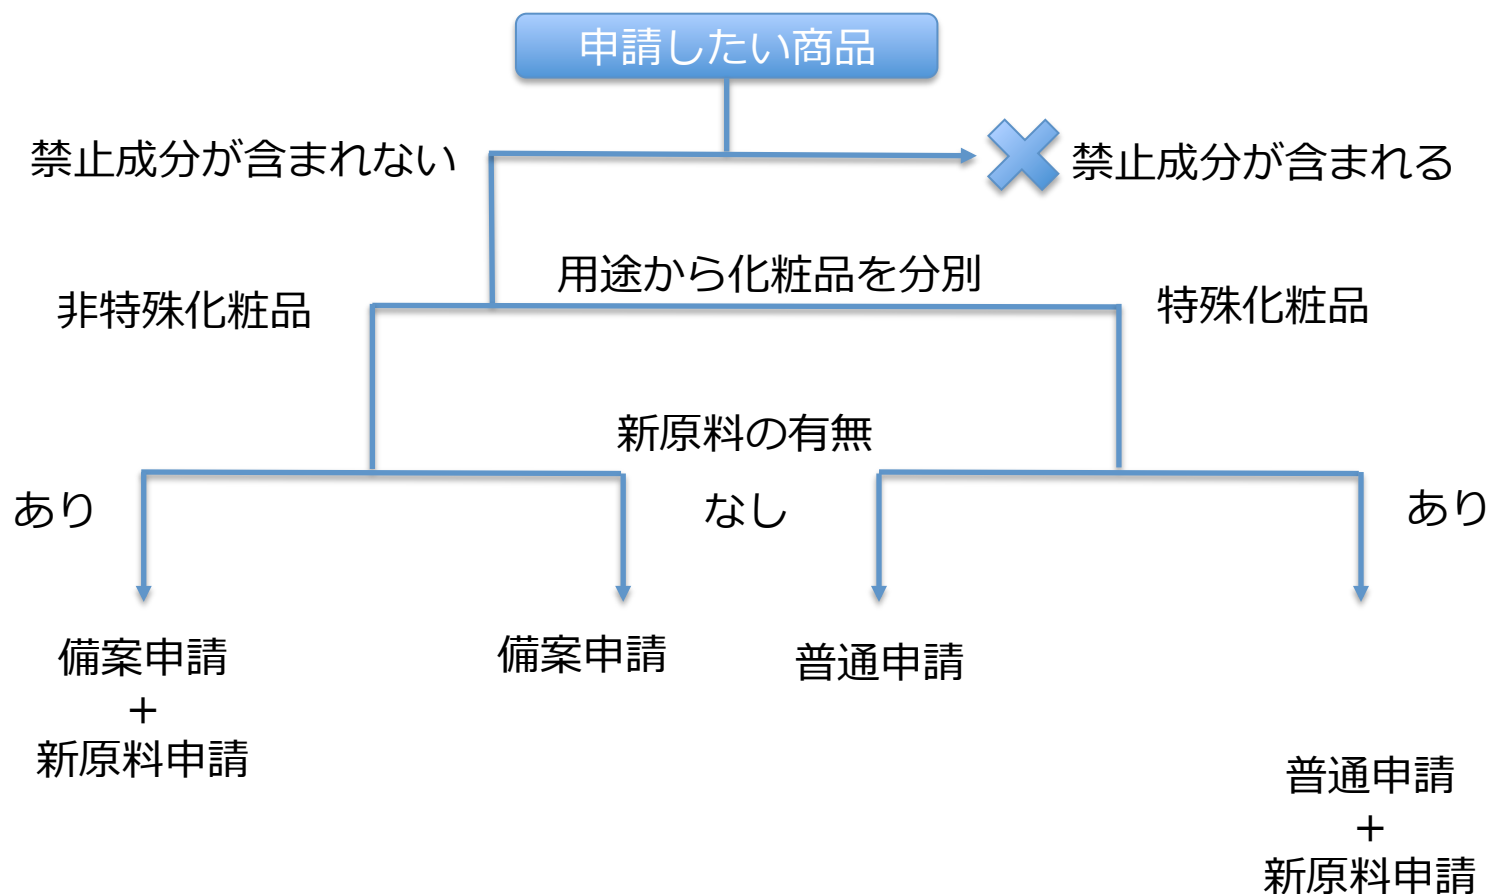 申請したい商品
禁止成分が含まれない
禁止成分が含まれる
用途から化粧品を分別
非特殊化粧品
特殊化粧品
新原料の有無
あり
なし
あり
備案申請
+
新原料申請
備案申請
普通申請
普通申請
+
新原料申請